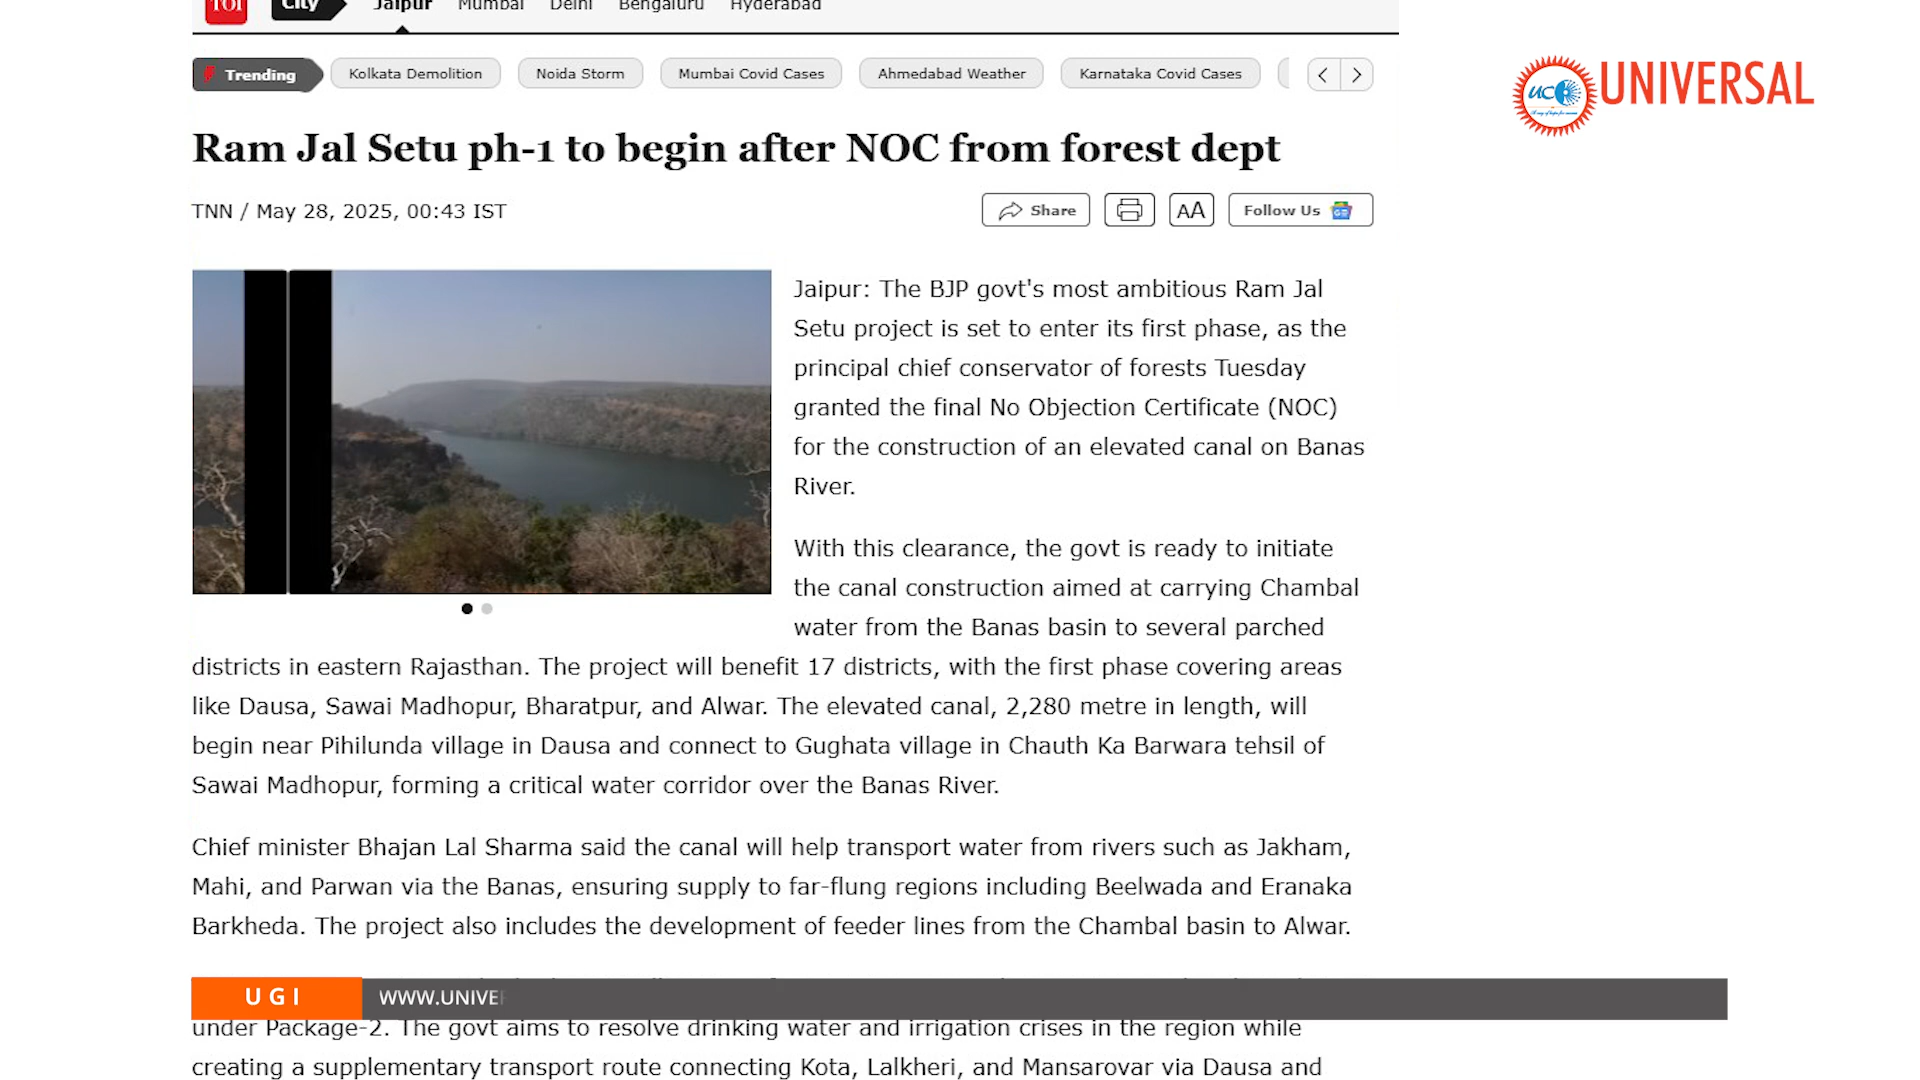 TOI City Jaipur Mumbai Delhi Bengaluru Hyderabad
Trending Kolkata Demolition Noida Storm Mumbai Covid Cases Ahmedabad Weather Karnataka Covid Cases
UCC UNIVERSAL
Ram Jal Setu ph-1 to begin after NOC from forest dept
TNN / May 28, 2025, 00:43 IST
Share AA Follow Us
Jaipur: The BJP govt's most ambitious Ram Jal
Setu project is set to enter its first phase, as the
principal chief conservator of forests Tuesday
granted the final No Objection Certificate (NOC)
for the construction of an elevated canal on Banas
River.
With this clearance, the govt is ready to initiate
the canal construction aimed at carrying Chambal
water from the Banas basin to several parched
districts in eastern Rajasthan. The project will benefit 17 districts, with the first phase covering areas
like Dausa, Sawai Madhopur, Bharatpur, and Alwar. The elevated canal, 2,280 metre in length, will
begin near Pihilunda village in Dausa and connect to Gughata village in Chauth Ka Barwara tehsil of
Sawai Madhopur, forming a critical water corridor over the Banas River.
Chief minister Bhajan Lal Sharma said the canal will help transport water from rivers such as Jakham,
Mahi, and Parwan via the Banas, ensuring supply to far-flung regions including Beelwada and Eranaka
Barkheda. The project also includes the development of feeder lines from the Chambal basin to Alwar.
UGI WWW.UNIVE
under Package-2. The govt aims to resolve drinking water and irrigation crises in the region while
creating a supplementary transport route connecting Kota, Lalkheri, and Mansarovar via Dausa and